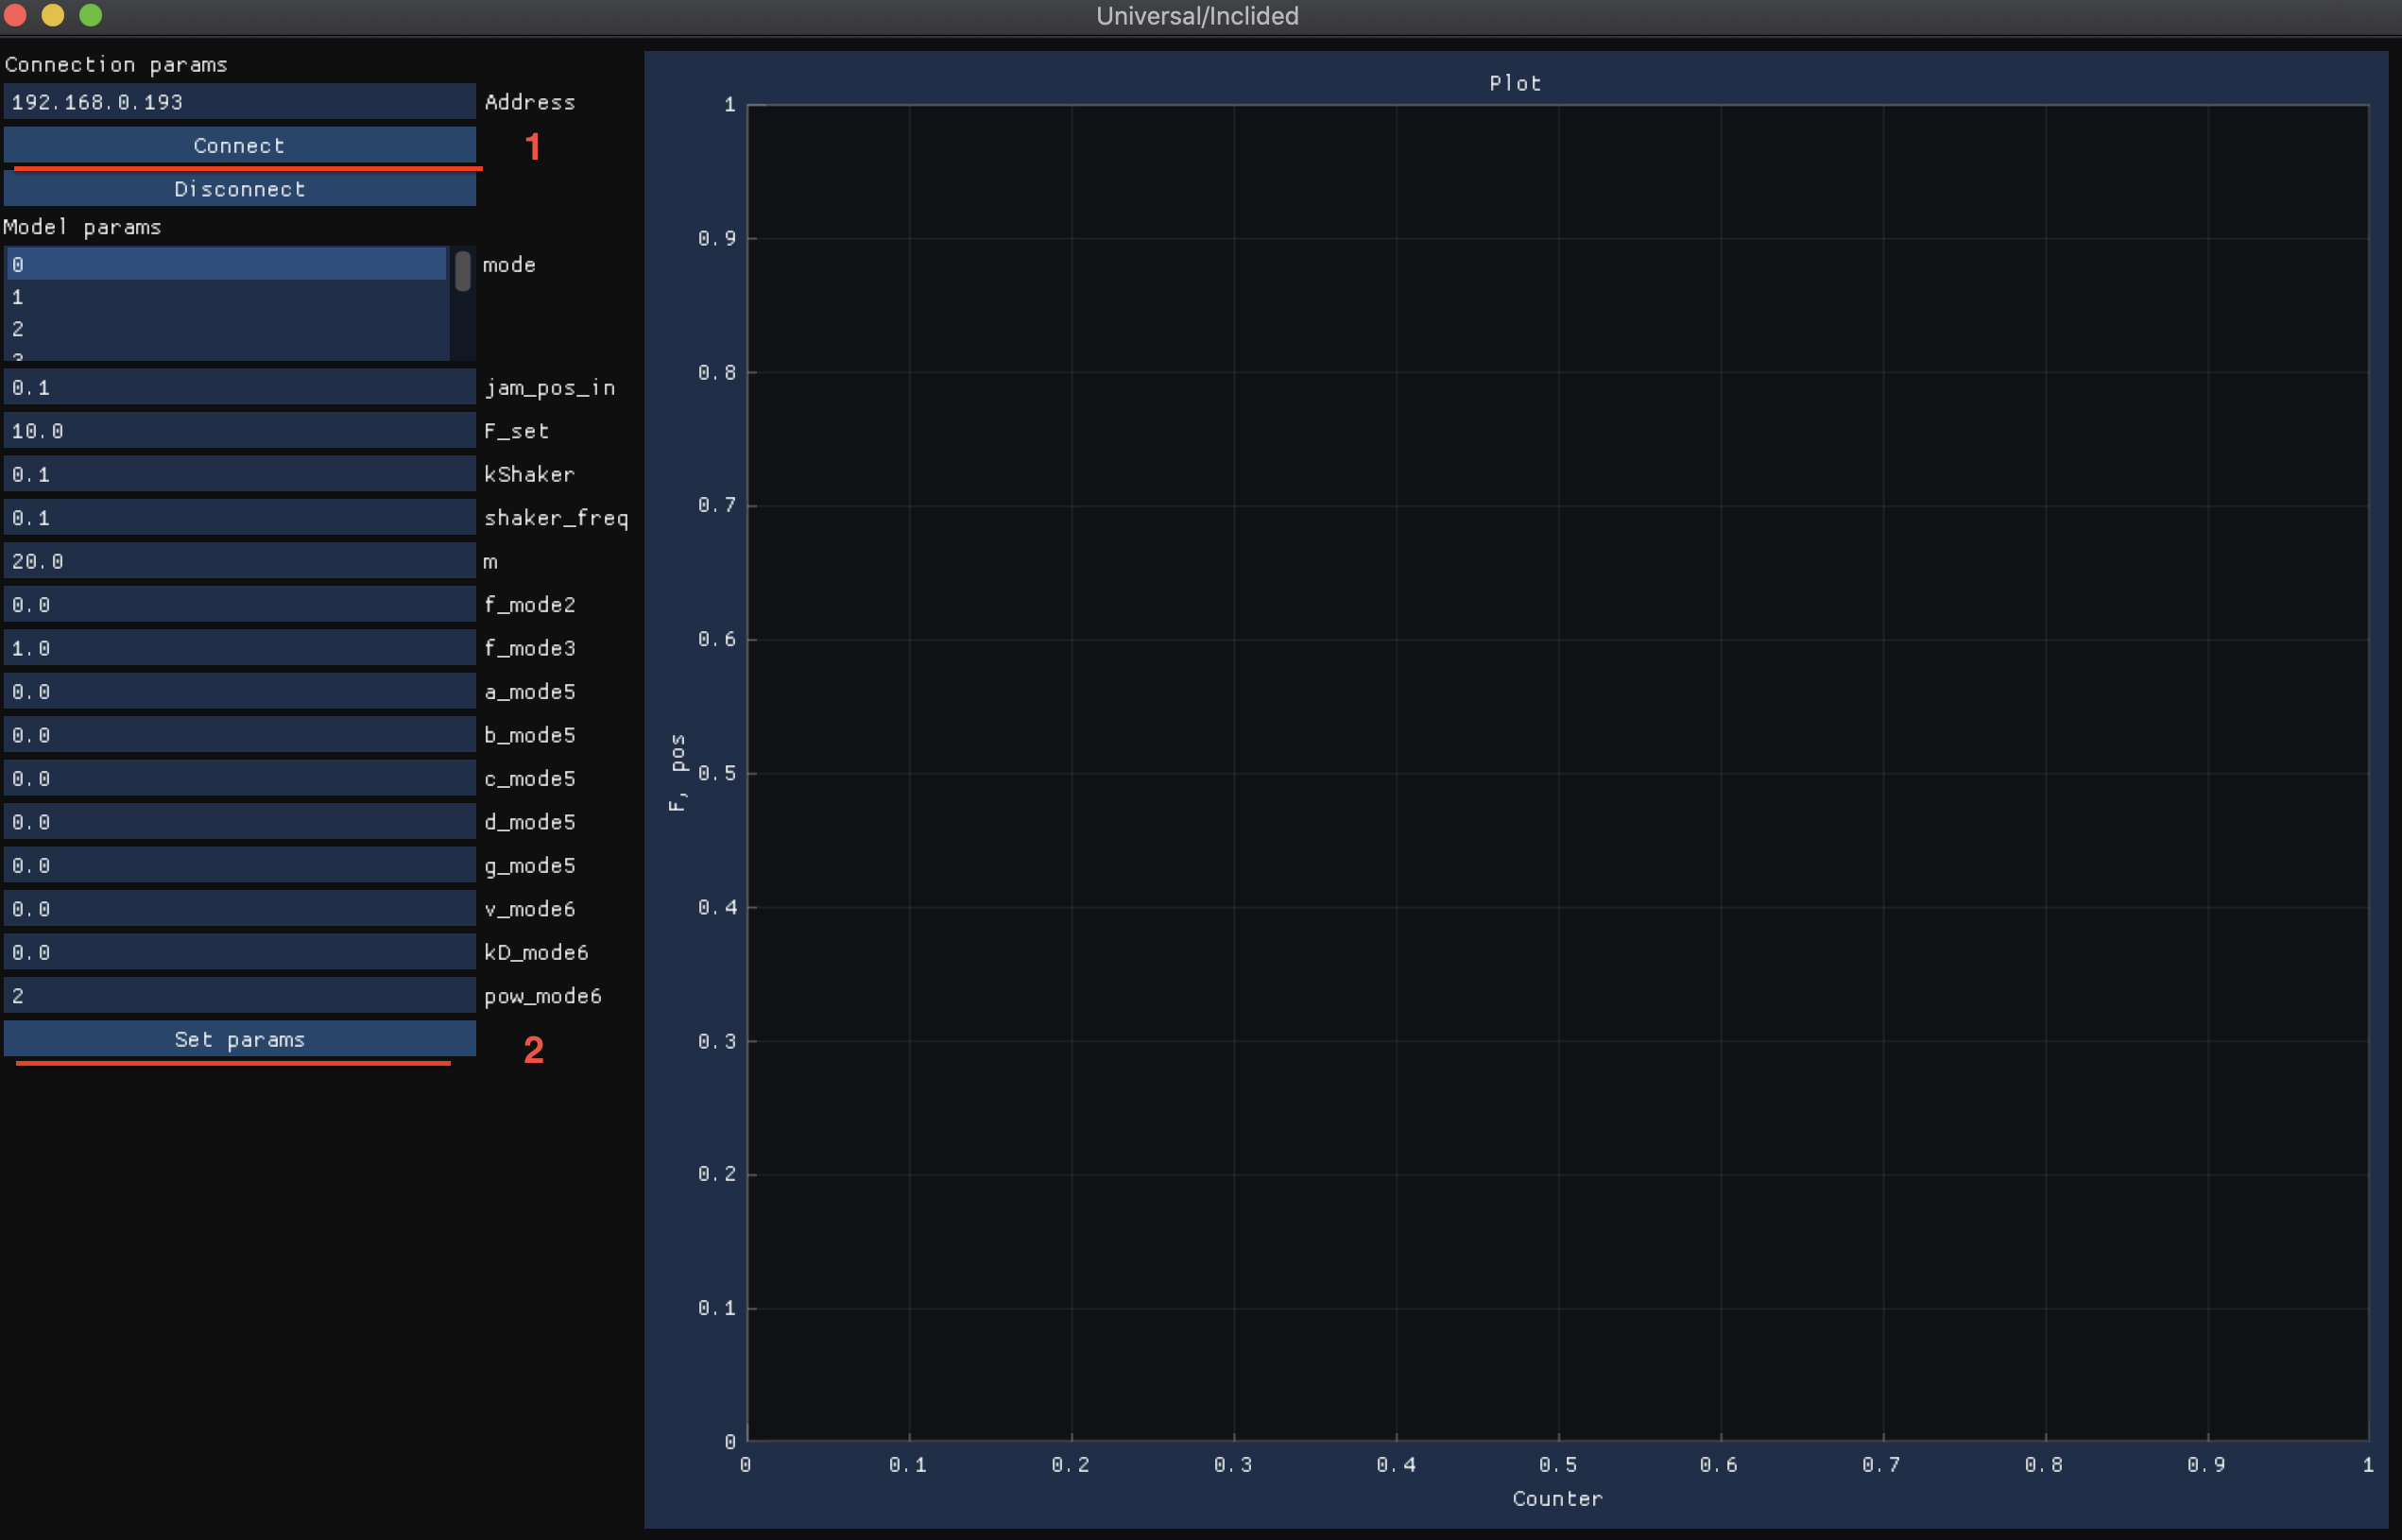 Universal/Inclided
Connection params
192.168.0.193 Address
Connect 1
Disconnect
Model params
0 mode
1
2
3
0.1 jam_pos_in
10.0 F_set
0.1 kShaker
0.1 shaker_freq
20.0 m
0.0 f_mode2
1.0 f_mode3
0.0 a_mode5
0.0 b_mode5
0.0 c_mode5
0.0 d_mode5
0.0 g_mode5
0.0 v_mode6
0.0 kD_mode6
2 pow_mode6
Set params 2
Plot
F, pos
1
0.9
0.8
0.7
0.6
0.5
0.4
0.3
0.2
0.1
0
0 0.1 0.2 0.3 0.4 0.5 0.6 0.7 0.8 0.9 1
Counter